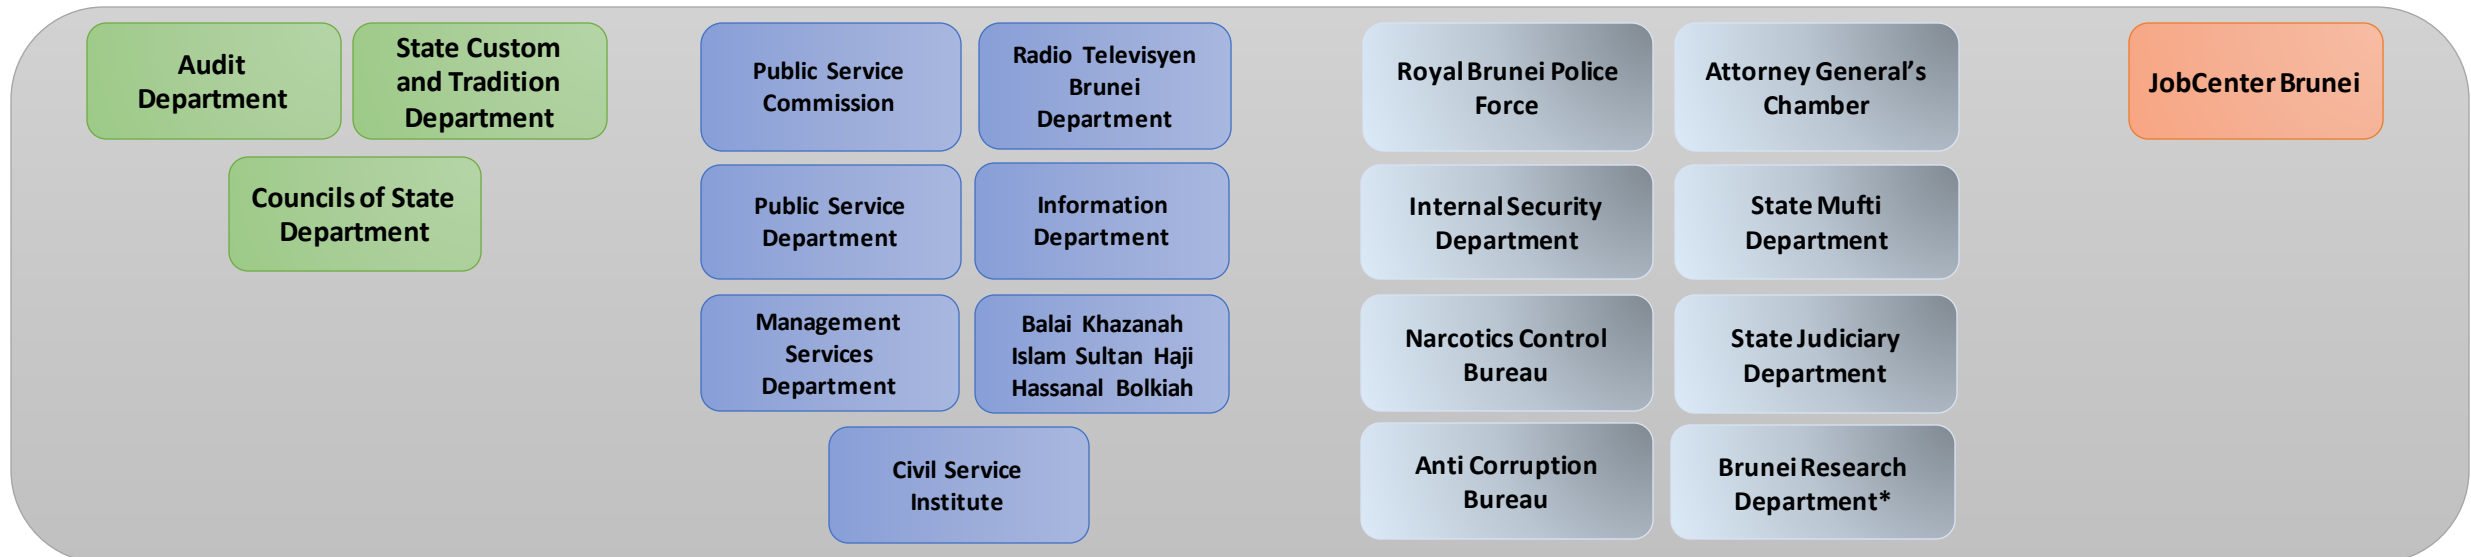 Audit
Department
State Custom
and Tradition
Department
Councils of State
Department
Public Service
Commission
Radio Televisyen
Brunei
Department
Public Service
Department
Information
Department
Management
Services
Department
Balai Khazanah
Islam Sultan Haji
Hassanal Bolkiah
Civil Service
Institute
Royal Brunei Police
Force
Attorney General’s
Chamber
Internal Security
Department
State Mufti
Department
Narcotics Control
Bureau
State Judiciary
Department
Anti Corruption
Bureau
Brunei Research
Department*
JobCenter Brunei